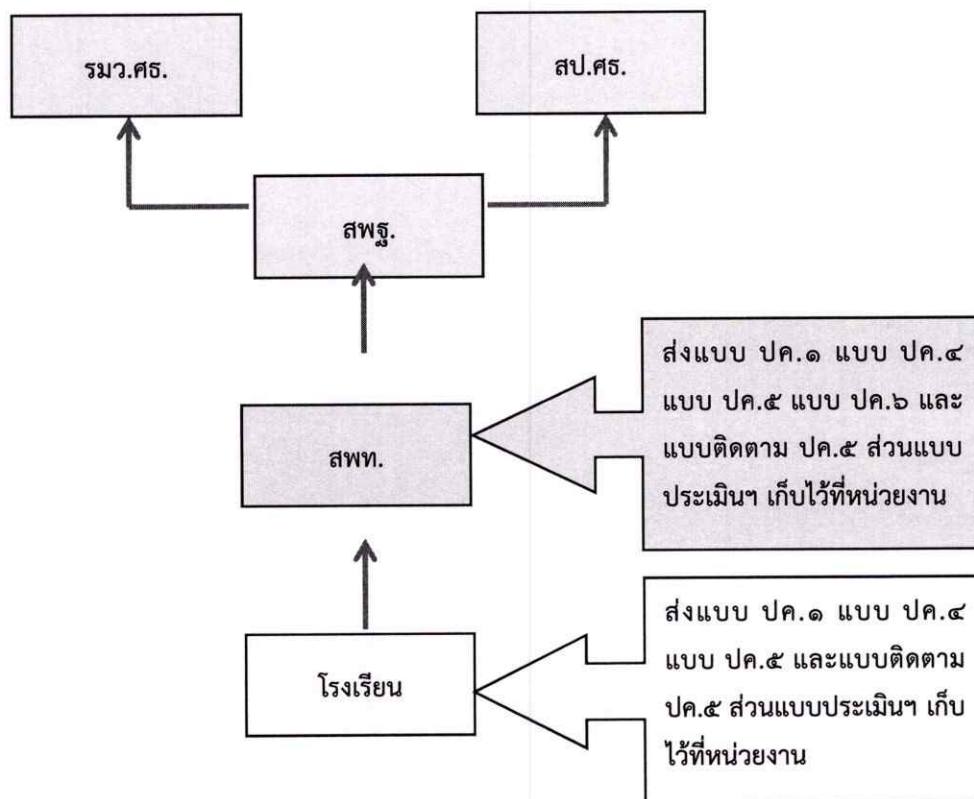 รมว.ศธ.
สป.ศธ.
สพฐ.
สพท.
ส่งแบบ ปค.๑ แบบ ปค.๔
แบบ ปค.๕ แบบ ปค.๖ และ
แบบติดตาม ปค.๕ ส่วนแบบ
ประเมินฯ เก็บไว้ที่หน่วยงาน
โรงเรียน
ส่งแบบ ปค.๑ แบบ ปค.๔
แบบ ปค.๕ และแบบติดตาม
ปค.๕ ส่วนแบบประเมินฯ เก็บ
ไว้ที่หน่วยงาน